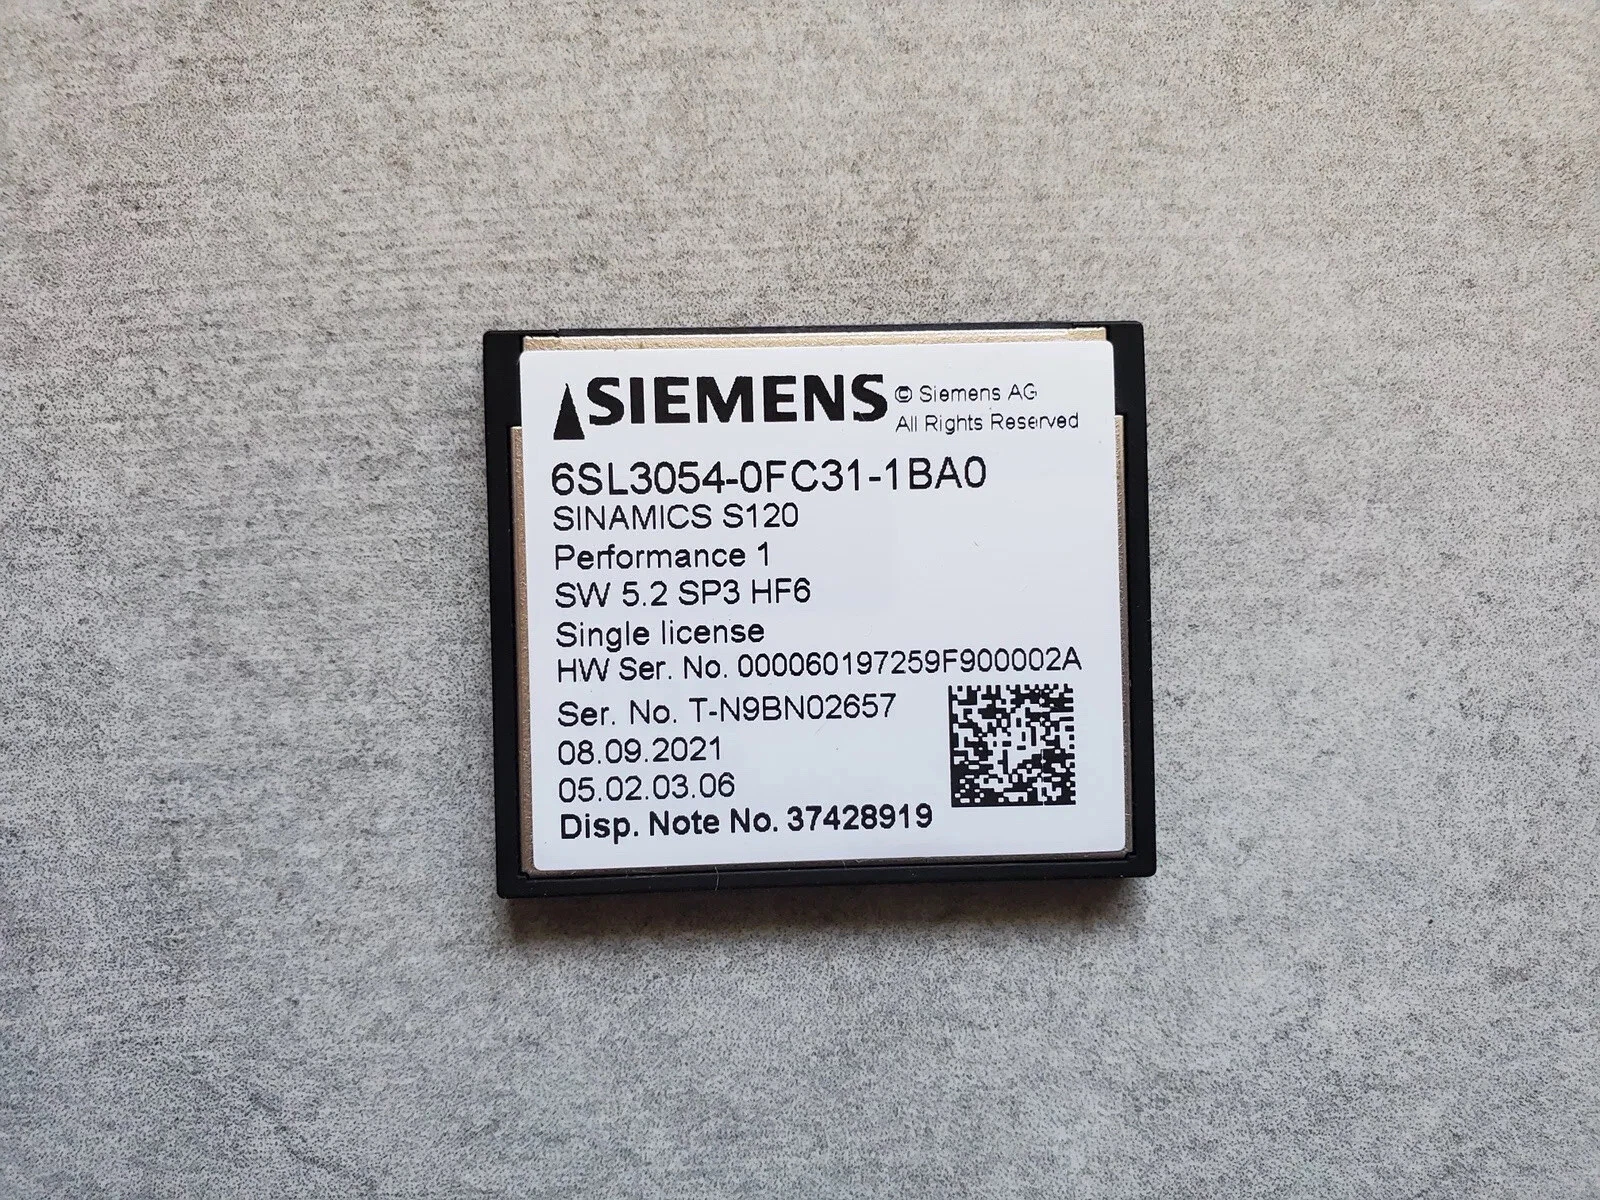 SIEMENS © Siemens AG
All Rights Reserved
6SL3054-0FC31-1BA0
SINAMICS S120
Performance 1
SW 5.2 SP3 HF6
Single license
HW Ser. No. 000060197259F900002A
Ser. No. T-N9BN02657
08.09.2021
05.02.03.06
Disp. Note No. 37428919